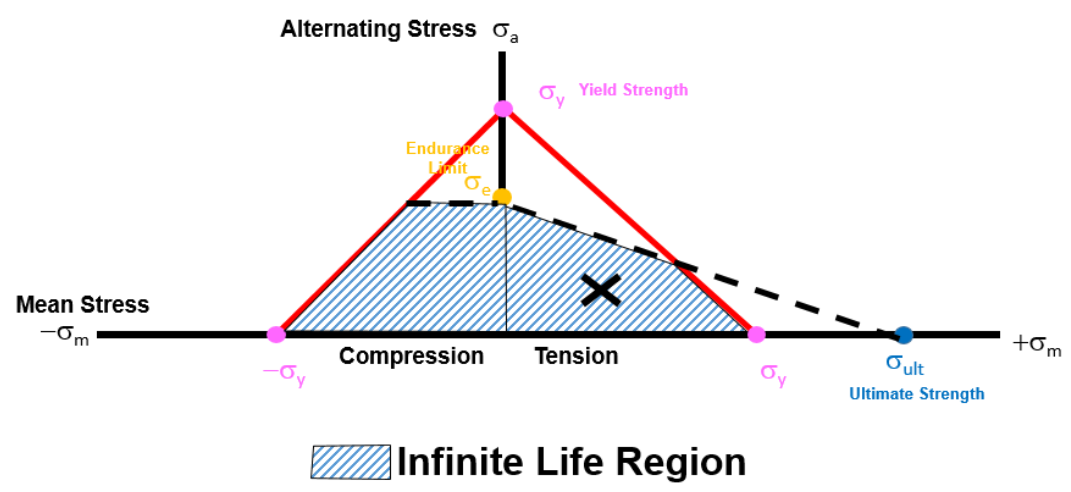 Alternating Stress σa
σy Yield Strength
Endurance
Limit
σe
Mean Stress
−σm
Compression
Tension
+σm
−σy
σy
σult
Ultimate Strength
Infinite Life Region